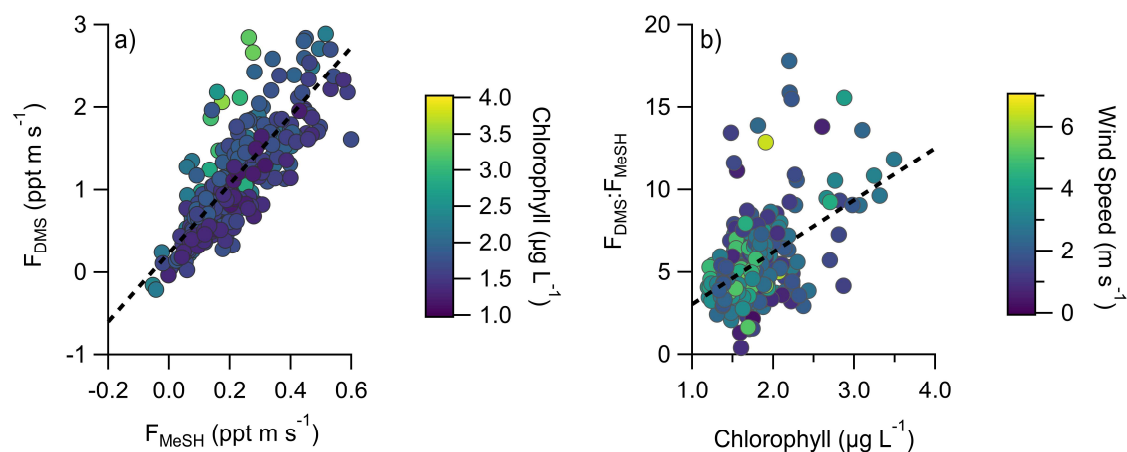 a)
3
2
1
0
-1
F_DMS (ppt m s⁻¹)
-0.2 0.0 0.2 0.4 0.6
F_MeSH (ppt m s⁻¹)
4.0
3.5
3.0
2.5
2.0
1.5
1.0
Chlorophyll (µg L⁻¹)
b)
20
15
10
5
0
F_DMS:F_MeSH
1.0 2.0 3.0 4.0
Chlorophyll (µg L⁻¹)
6
4
2
0
Wind Speeed (m s⁻¹)